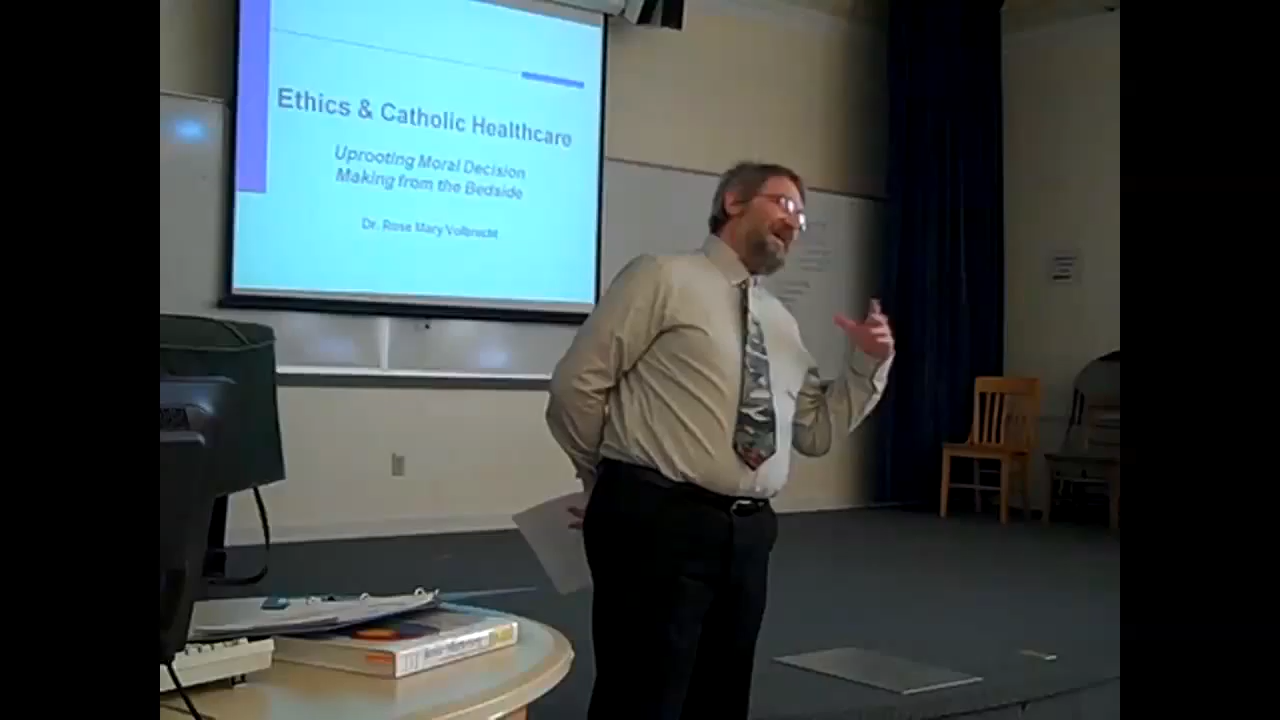 Ethics & Catholic Healthcare
Uprooting Moral Decision
Making from the Bedside
Dr. Rose Mary Volbrecht